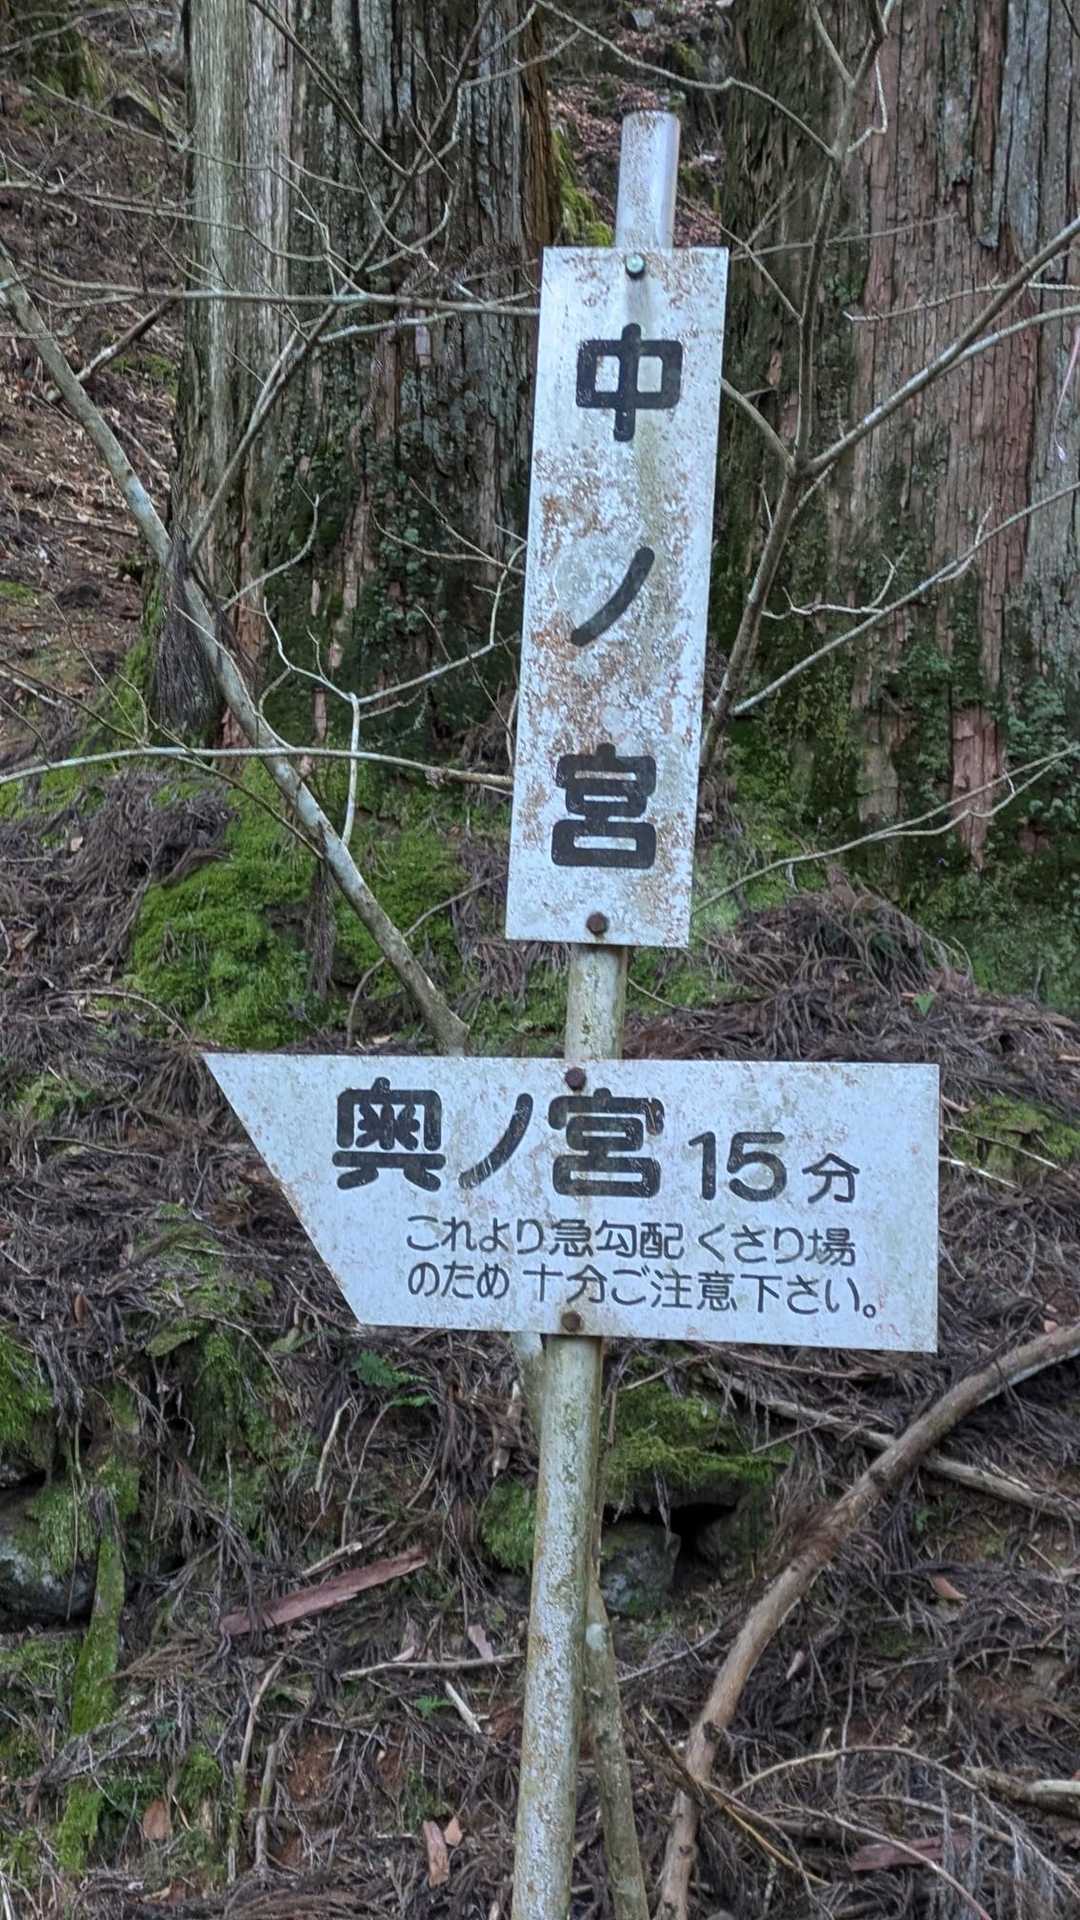 中ノ宮
奥ノ宮 15分
これより急勾配 くさり場
のため 十分ご注意下さい。